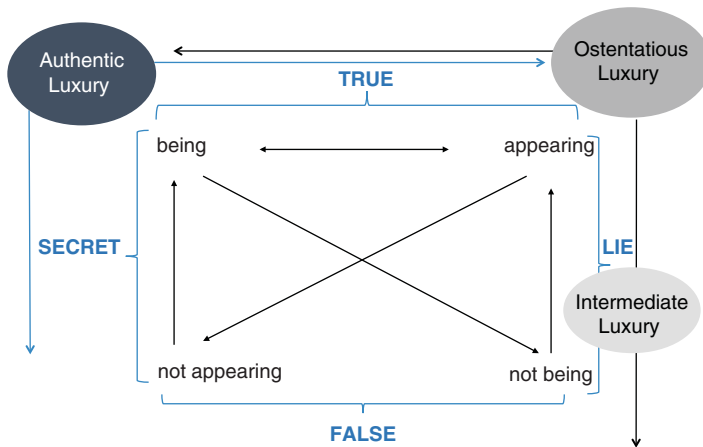 Authentic
Luxury
Ostentatious
Luxury
TRUE
being
appearing
SECRET
LIE
Intermediate
Luxury
not appearing
not being
FALSE